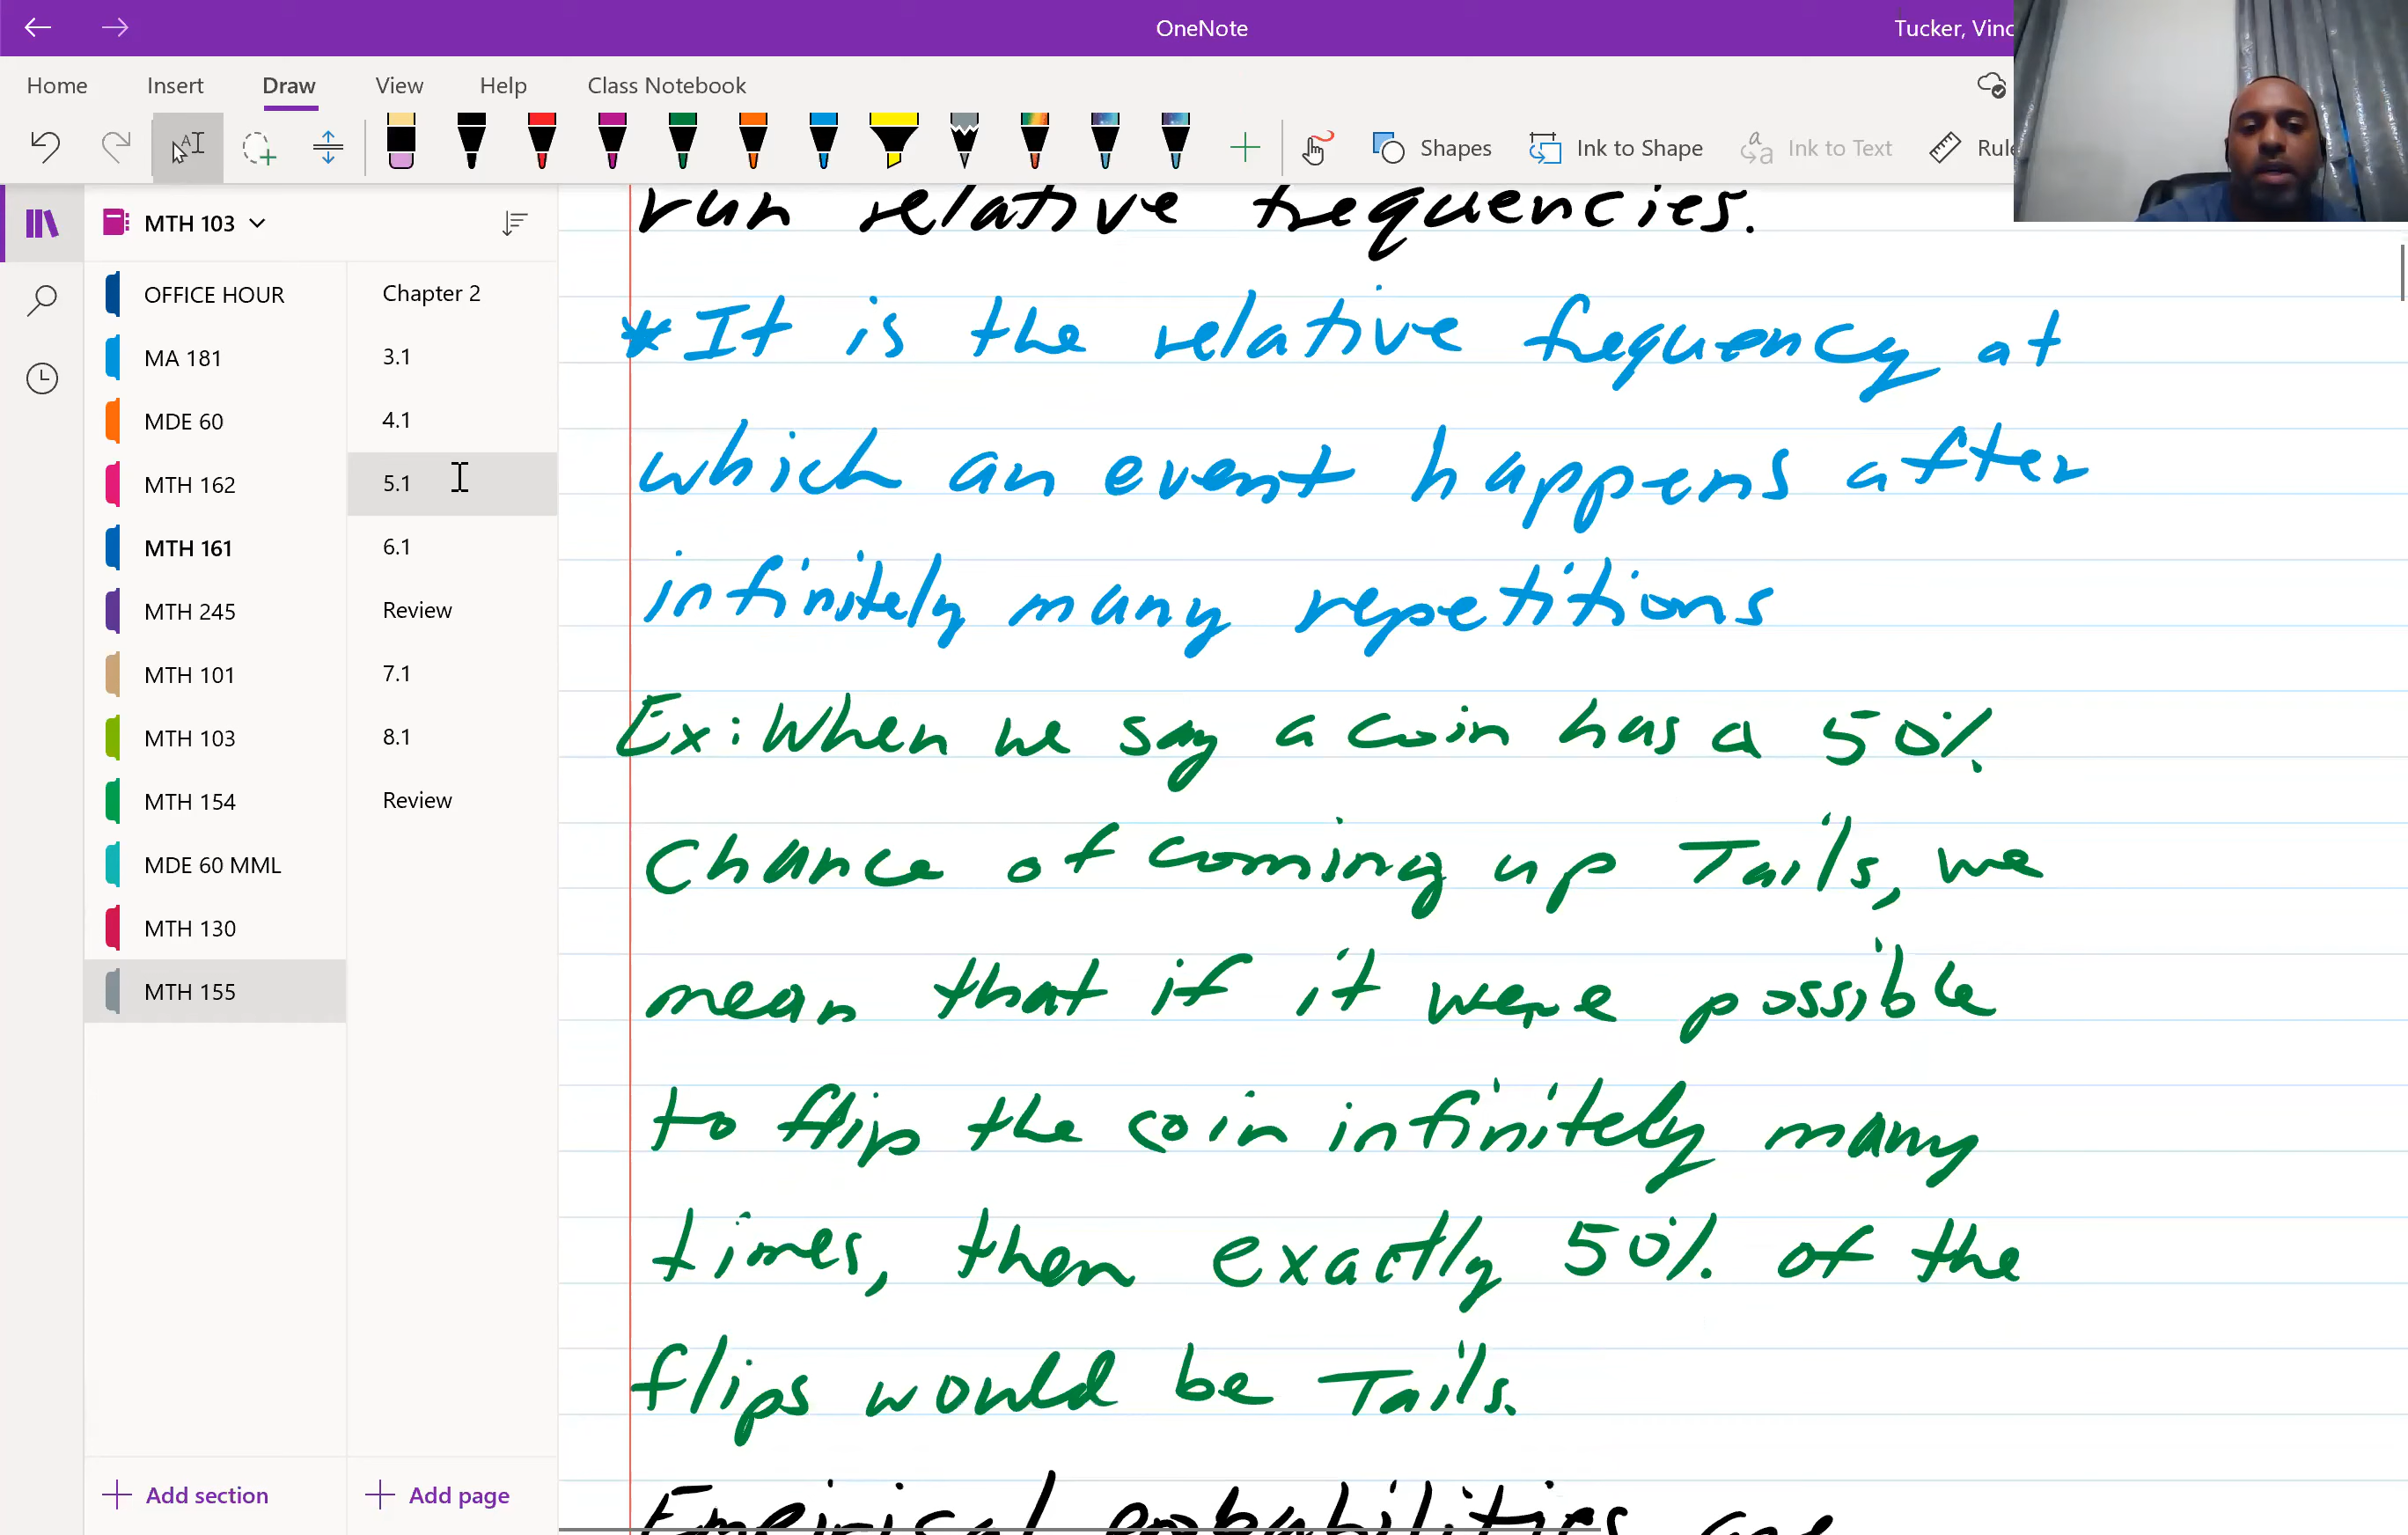 OneNote
Tucker, Vinc
Home Insert Draw View Help Class Notebook
Shapes Ink to Shape Ink to Text Rule
MTH 103
OFFICE HOUR
MA 181
MDE 60
MTH 162
MTH 161
MTH 245
MTH 101
MTH 103
MTH 154
MDE 60 MML
MTH 130
MTH 155
Add section
Chapter 2
3.1
4.1
5.1
6.1
Review
7.1
8.1
Review
Add page
run relative frequencies.
*It is the relative frequency at
which an event happens after
infinitely many repetitions
Ex: When we say a coin has a 50%
chance of coming up Tails, we
mean that if it were possible
to flip the coin infinitely many
times, then exactly 50% of the
flips would be Tails.
Empirical probabilities are